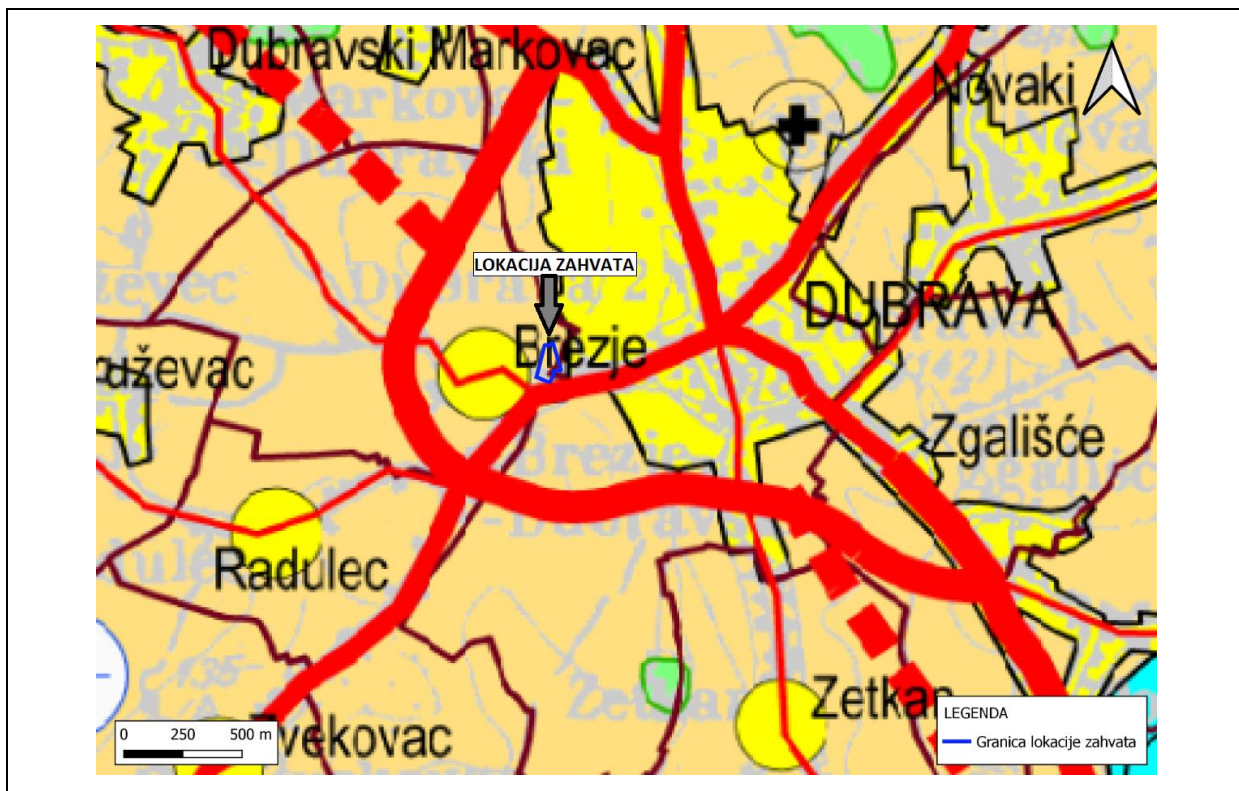 Dubravski Markovac
Novaki
LOKACIJA ZAHVATA
DUBRAVA
Brezje
uževac
Zgališće
Radulec
Zetkan
LEGENDA
Granica lokacije zahvata
0 250 500 m
vekovac